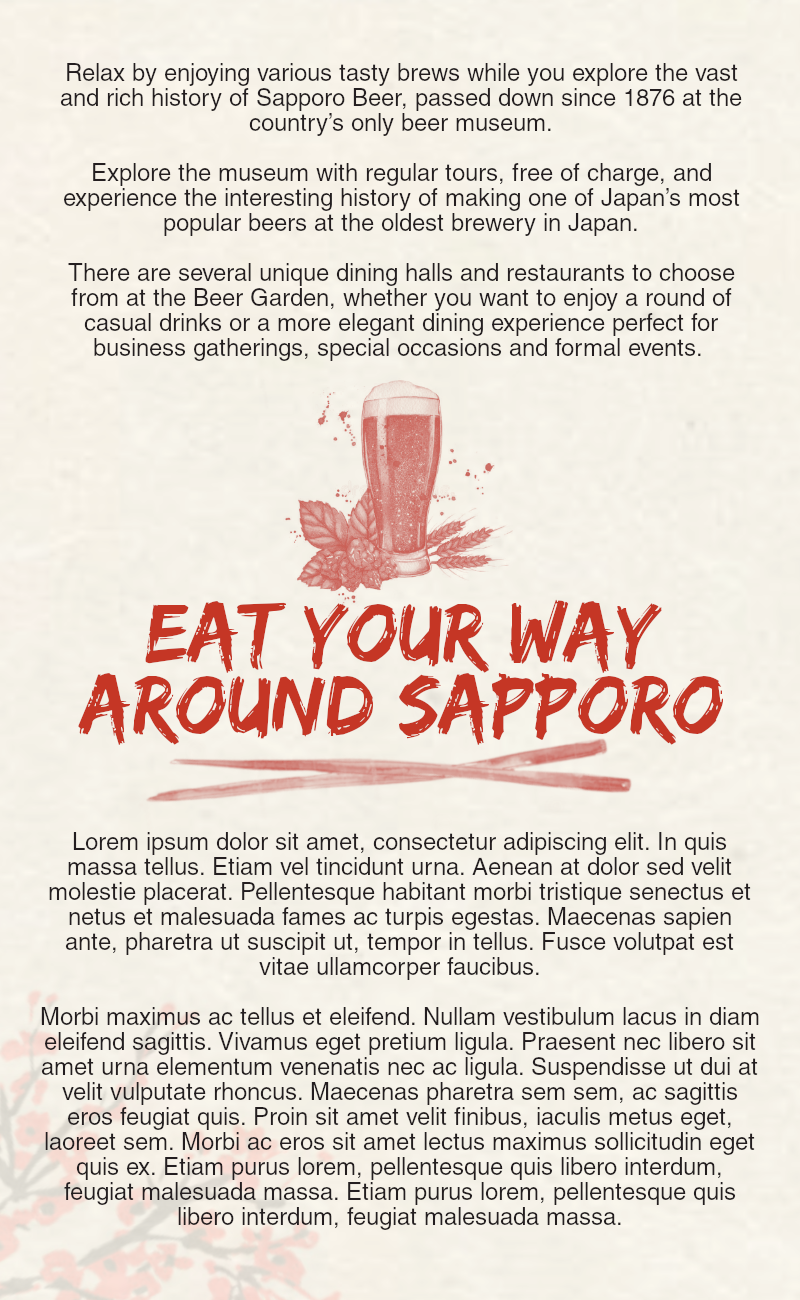 Relax by enjoying various tasty brews while you explore the vast
and rich history of Sapporo Beer, passed down since 1876 at the
country’s only beer museum.
Explore the museum with regular tours, free of charge, and
experience the interesting history of making one of Japan’s most
popular beers at the oldest brewery in Japan.
There are several unique dining halls and restaurants to choose
from at the Beer Garden, whether you want to enjoy a round of
casual drinks or a more elegant dining experience perfect for
business gatherings, special occasions and formal events.
EAT YOUR WAY
AROUND SAPPORO
Lorem ipsum dolor sit amet, consectetur adipiscing elit. In quis
massa tellus. Etiam vel tincidunt urna. Aenean at dolor sed velit
molestie placerat. Pellentesque habitant morbi tristique senectus et
netus et malesuada fames ac turpis egestas. Maecenas sapien
ante, pharetra ut suscipit ut, tempor in tellus. Fusce volutpat est
vitae ullamcorper faucibus.
Morbi maximus ac tellus et eleifend. Nullam vestibulum lacus in diam
eleifend sagittis. Vivamus eget pretium ligula. Praesent nec libero sit
amet urna elementum venenatis nec ac ligula. Suspendisse ut dui at
velit vulputate rhoncus. Maecenas pharetra sem sem, ac sagittis
eros feugiat quis. Proin sit amet velit finibus, iaculis metus eget,
laoreet sem. Morbi ac eros sit amet lectus maximus sollicitudin eget
quis ex. Etiam purus lorem, pellentesque quis libero interdum,
feugiat malesuada massa. Etiam purus lorem, pellentesque quis
libero interdum, feugiat malesuada massa.